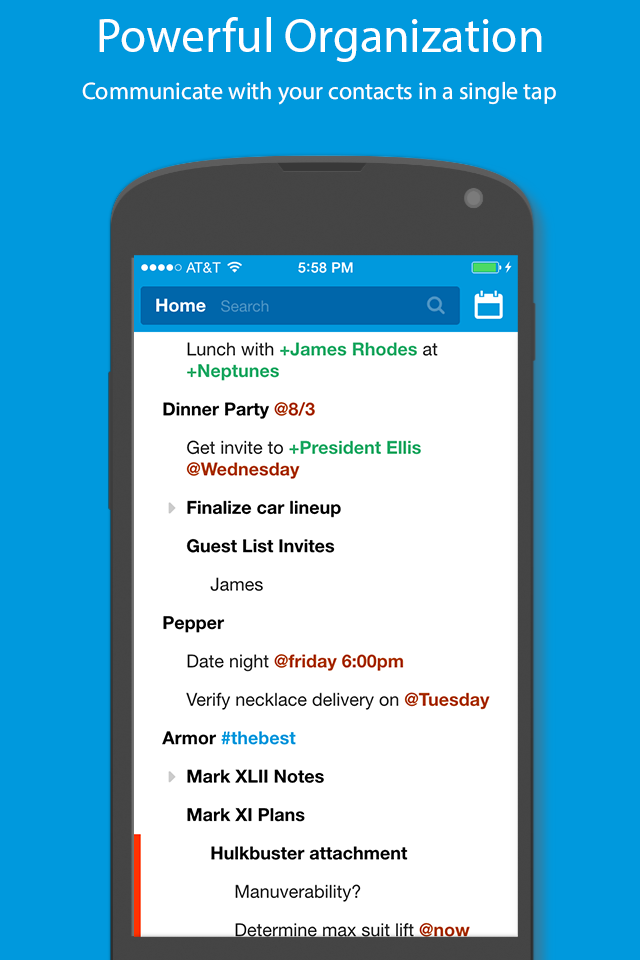 Powerful Organization
Communicate with your contacts in a single tap
AT&T 5:58 PM
Home Search
Lunch with +James Rhodes at
+Neptunes
Dinner Party @8/3
Get invite to +President Ellis
@Wednesday
Finalize car lineup
Guest List Invites
James
Pepper
Date night @friday 6:00pm
Verify necklace delivery on @Tuesday
Armor #thebest
Mark XLII Notes
Mark XI Plans
Hulkbuster attachment
Manuverability?
Determine max suit lift @now